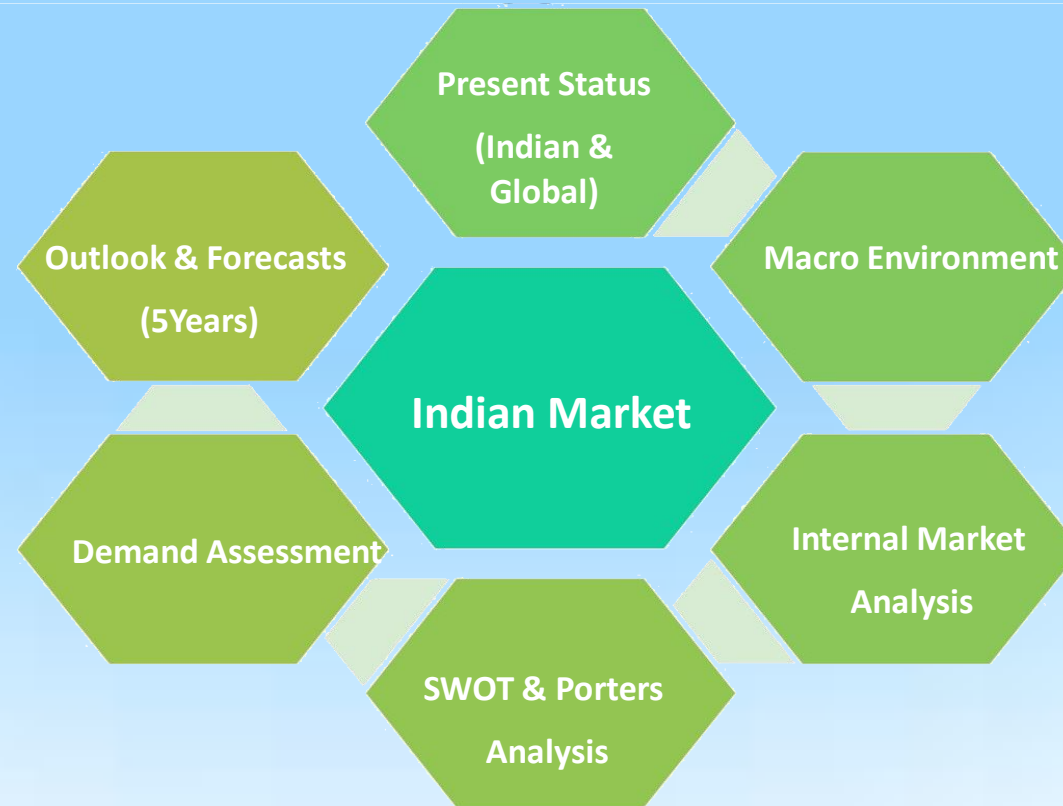 Present Status
(Indian &
Global)
Macro Environment
Internal Market
Analysis
SWOT & Porters
Analysis
Demand Assessment
Outlook & Forecasts
(5Years)
Indian Market